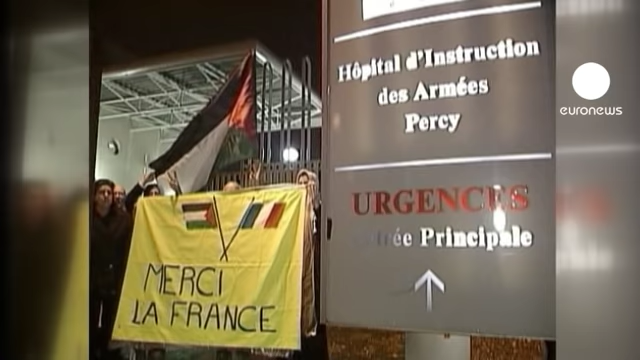 Hôpital d'Instruction
des Armées
Percy
URGENCES
Principale
MERCI
LA FRANCE
euronews